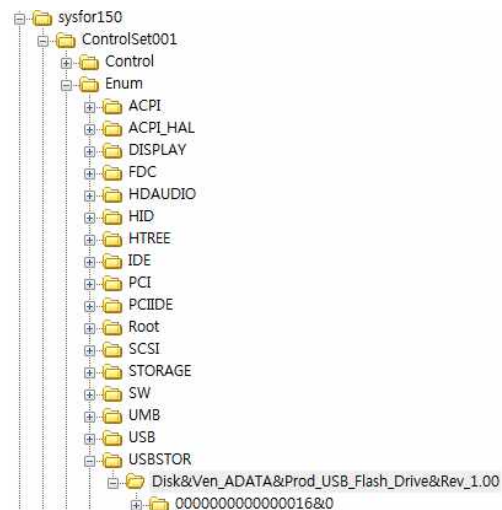 sysfor150
ControlSet001
Control
Enum
ACPI
ACPI_HAL
DISPLAY
FDC
HDAUDIO
HID
HTREE
IDE
PCI
PCIIDE
Root
SCSI
STORAGE
SW
UMB
USB
USBSTOR
Disk&Ven_ADATA&Prod_USB_Flash_Drive&Rev_1.00
0000000000000016&0